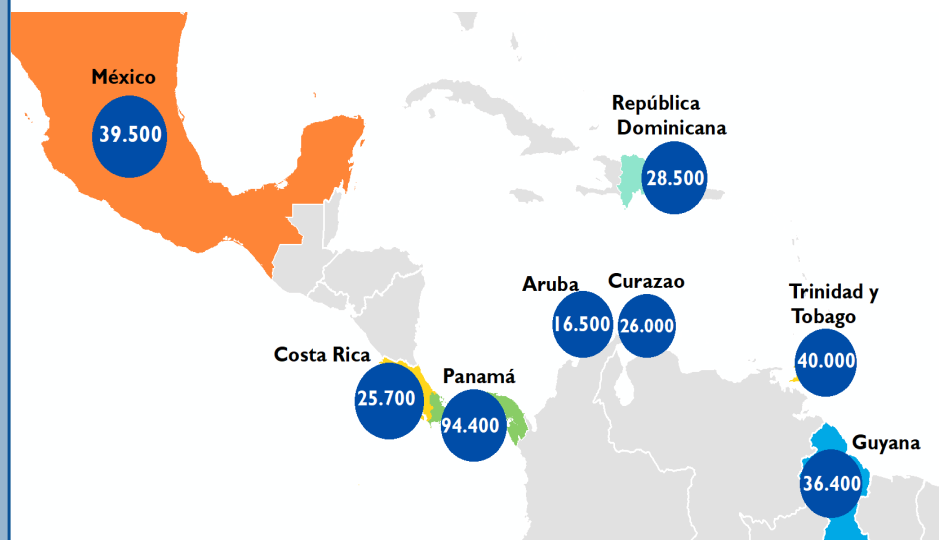 México
39.500
República
Dominicana
28.500
Aruba
16.500
Curazao
26.000
Trinidad y
Tobago
40.000
Costa Rica
25.700
Panamá
94.400
Guyana
36.400